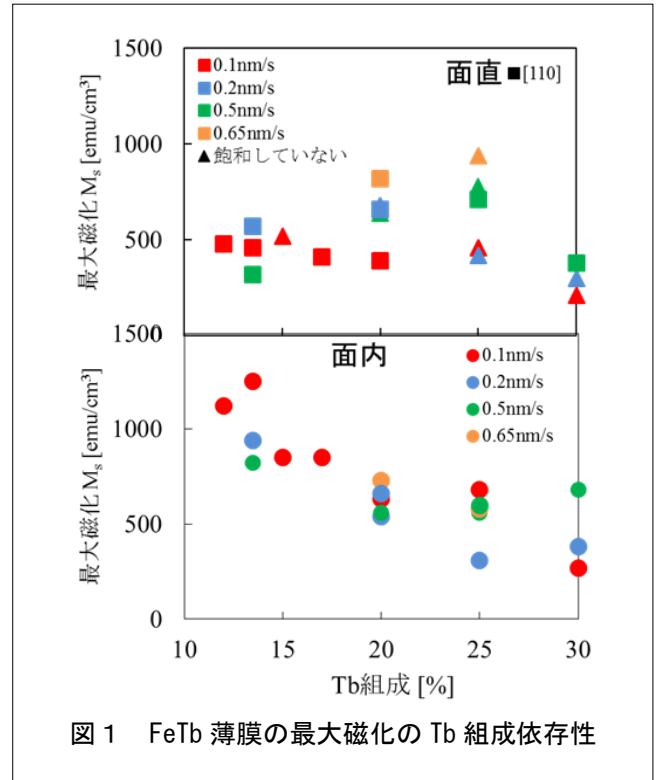 1500
1000
500
最大磁化 Ms [emu/cm³]
0.1nm/s
0.2nm/s
0.5nm/s
0.65nm/s
▲飽和していない
面直 ■[110]
1500
0
1000
500
0
最大磁化 Ms [emu/cm³]
面内
0.1nm/s
0.2nm/s
0.5nm/s
0.65nm/s
10 15 20 25 30
Tb組成 [%]
図1 FeTb 薄膜の最大磁化の Tb 組成依存性